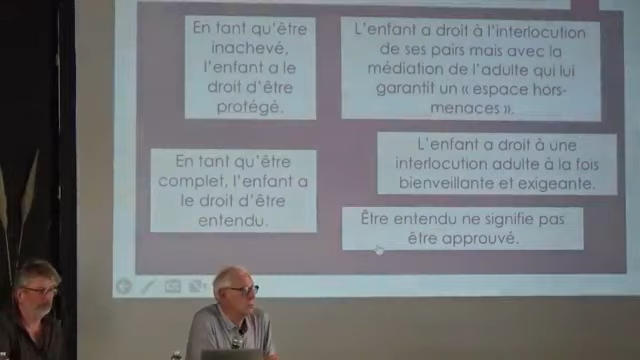 En tant qu'être
inachevé,
l'enfant a le
droit d'être
protégé.
L'enfant a droit à l'interlocution
de ses pairs mais avec la
médiation de l'adulte qui lui
garantit un « espace hors-
menaces ».
En tant qu'être
complet, l'enfant a
le droit d'être
entendu.
L'enfant a droit à une
interlocution adulte à la fois
bienveillante et exigeante.
Être entendu ne signifie pas
être approuvé.